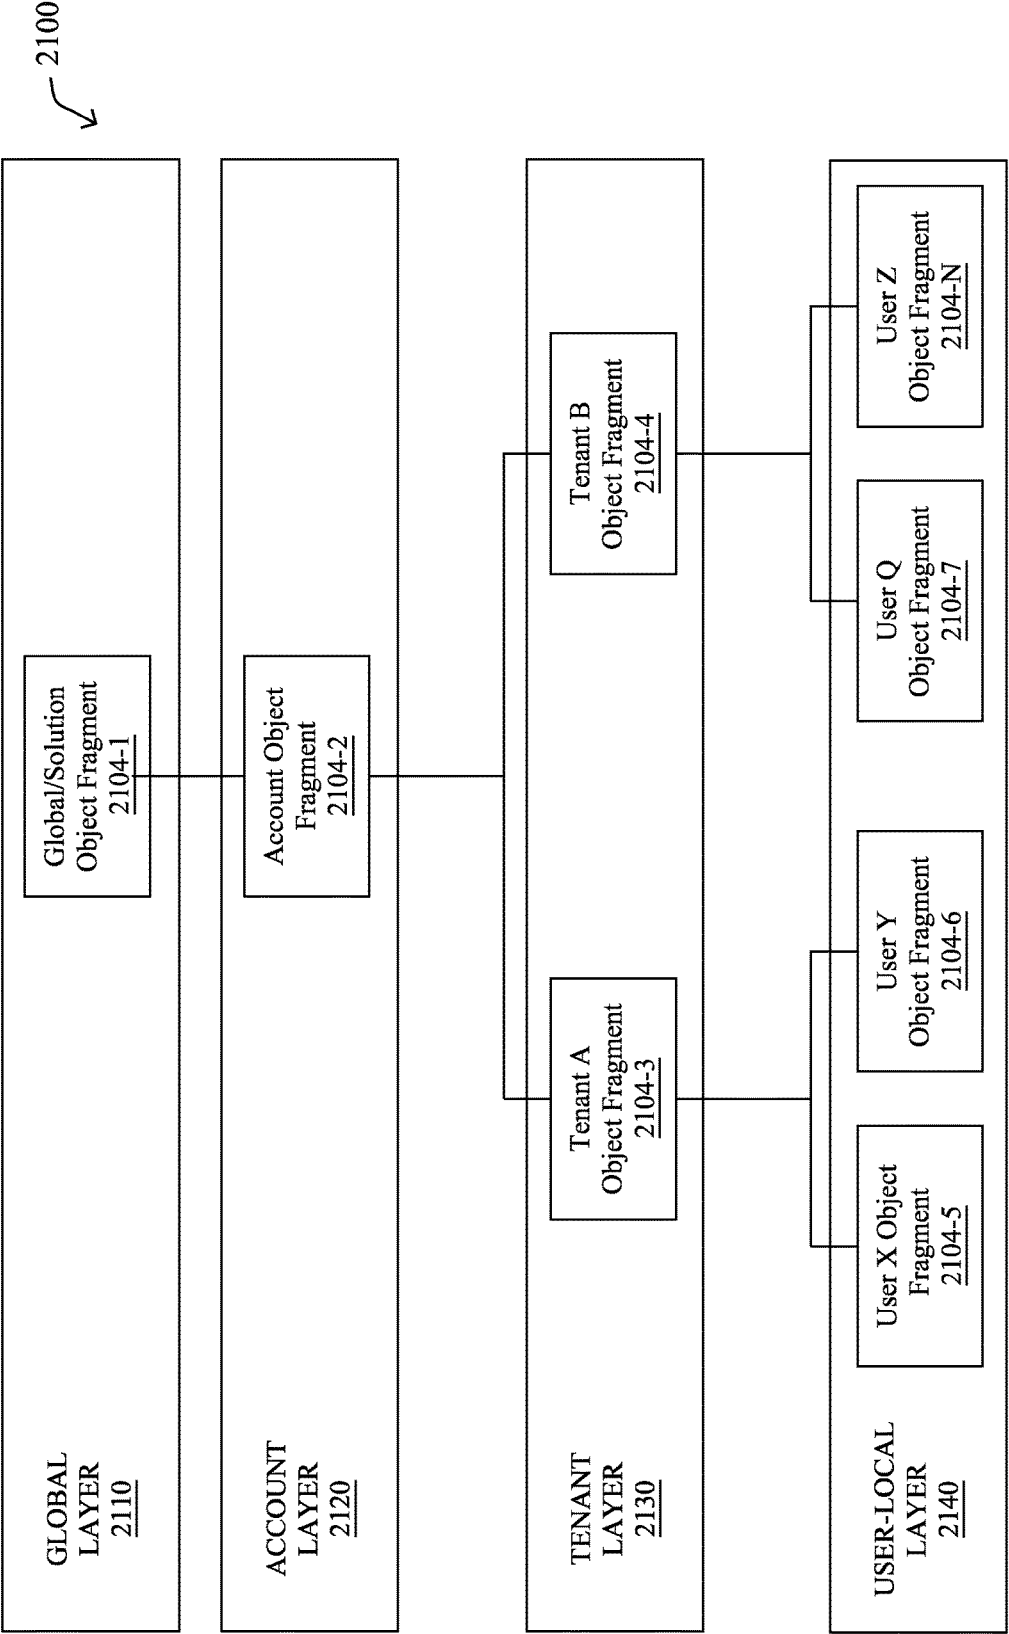 2100
GLOBAL
LAYER
2110
Global/Solution
Object Fragment
2104-1
ACCOUNT
LAYER
2120
Account Object
Fragment
2104-2
TENANT
LAYER
2130
Tenant A
Object Fragment
2104-3
Tenant B
Object Fragment
2104-4
USER-LOCAL
LAYER
2140
User X Object
Fragment
2104-5
User Y
Object Fragment
2104-6
User Q
Object Fragment
2104-7
User Z
Object Fragment
2104-N